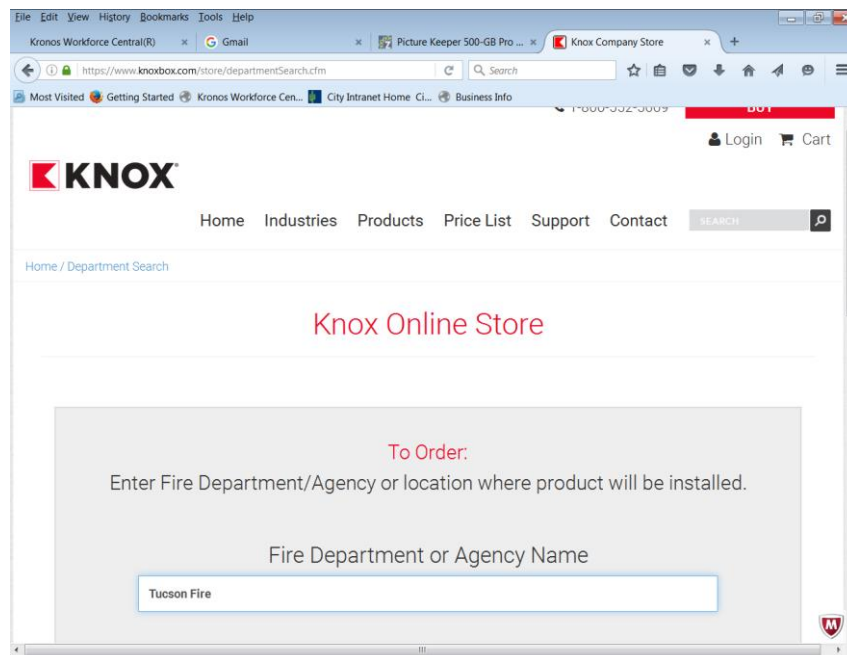 File Edit View History Bookmarks Tools Help
Kronos Workforce Central(R) × G Gmail × Picture Keeper 500-GB Pro ... × Knox Company Store × +
https://www.knoxbox.com/store/departmentSearch.cfm Search
Most Visited Getting Started Kronos Workforce Cen... City Intranet Home Ci... Business Info
BUY
Login Cart
KNOX
Home Industries Products Price List Support Contact SEARCH
Home / Department Search
Knox Online Store
To Order:
Enter Fire Department/Agency or location where product will be installed.
Fire Department or Agency Name
Tucson Fire